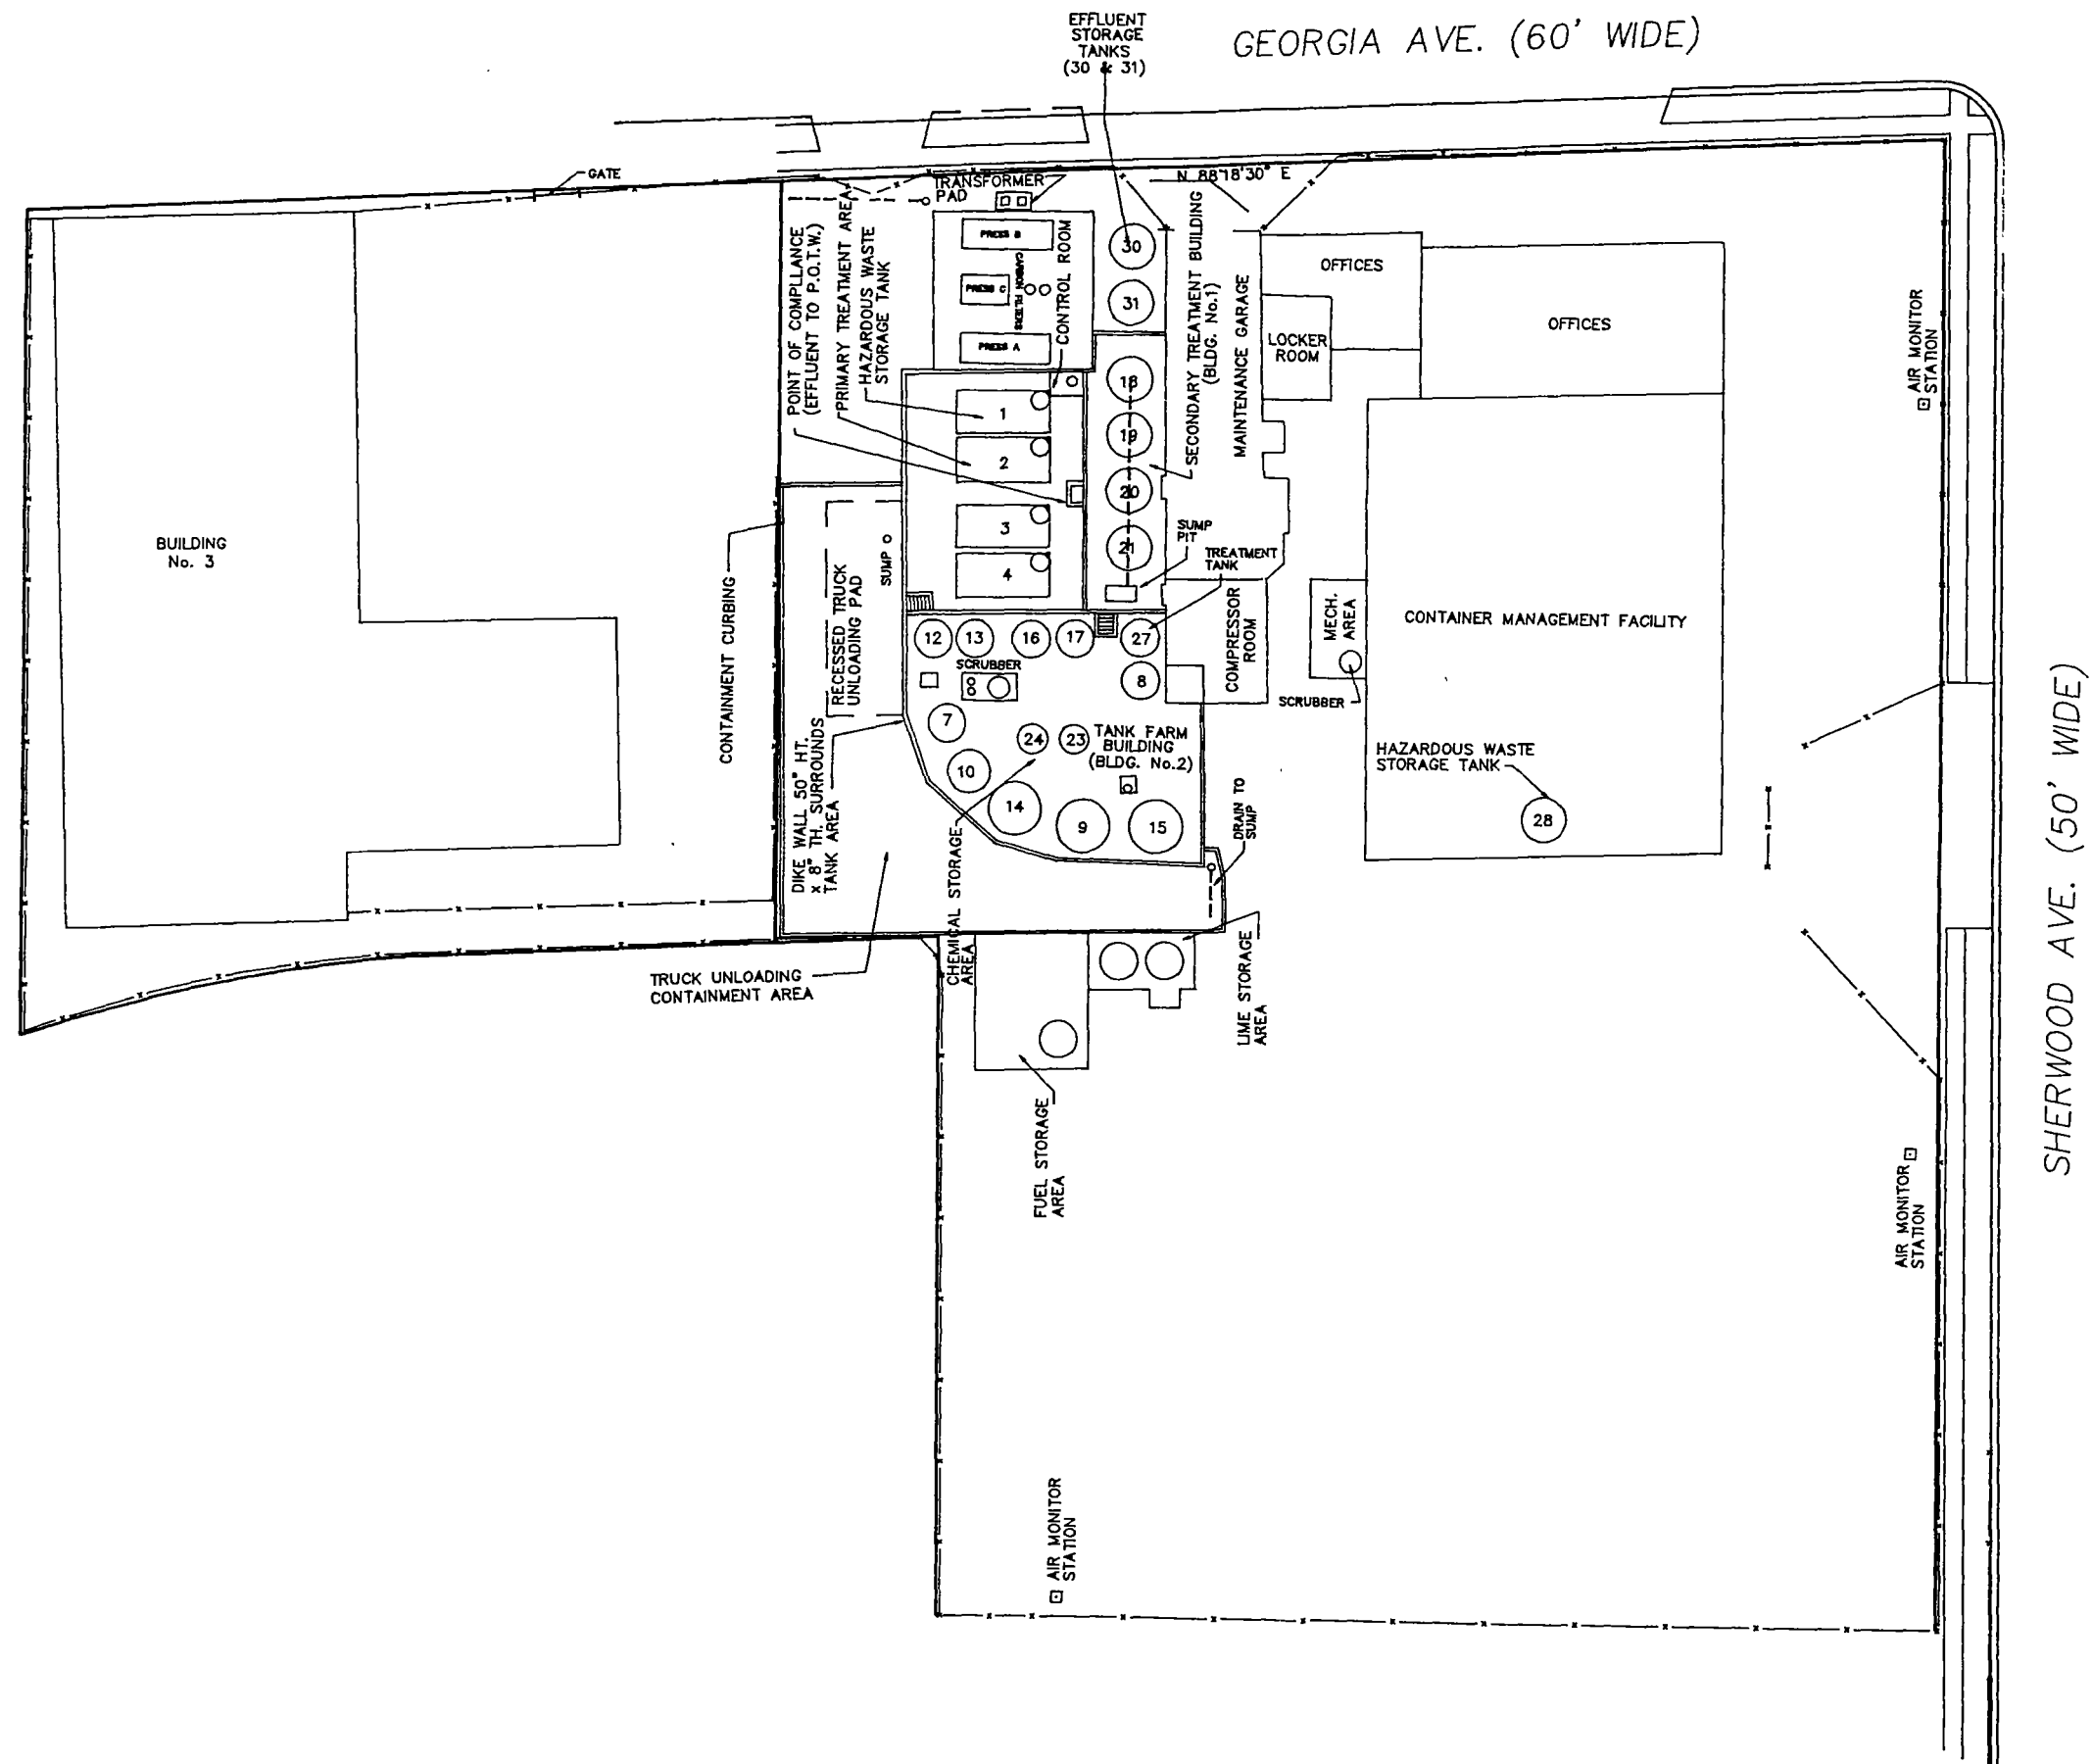 EFFLUENT
STORAGE
TANKS
(30 & 31)
GEORGIA AVE. (60' WIDE)
GATE
TRANSFORMER
PAD
N 88°18'30" E
POINT OF COMPLIANCE
(EFFLUENT TO P.O.T.W.)
PRIMARY TREATMENT AREA
HAZARDOUS WASTE
STORAGE TANK
PRESS B
CARBON FILTERS
PRESS C
PRESS A
CONTROL ROOM
30
31
SECONDARY TREATMENT BUILDING
(BLDG. No.1)
MAINTENANCE GARAGE
OFFICES
LOCKER
ROOM
OFFICES
AIR MONITOR
STATION
1
2
3
4
18
19
20
21
SUMP
PIT
TREATMENT
TANK
BUILDING
No. 3
CONTAINMENT CURBING
RECESSED TRUCK
UNLOADING PAD
SUMP
12
13
16
17
27
8
SCRUBBER
7
24
23
TANK FARM
BUILDING
(BLDG. No.2)
10
14
9
15
COMPRESSOR
ROOM
MECH.
AREA
SCRUBBER
CONTAINER MANAGEMENT FACILITY
HAZARDOUS WASTE
STORAGE TANK
28
DIKE WALL 50" HT.
x 8" TH. SURROUNDS
TANK AREA
CHEMICAL STORAGE
AREA
DRAIN TO
SUMP
TRUCK UNLOADING
CONTAINMENT AREA
LIME STORAGE
AREA
FUEL STORAGE
AREA
SHERWOOD AVE. (50' WIDE)
AIR MONITOR
STATION
AIR MONITOR
STATION